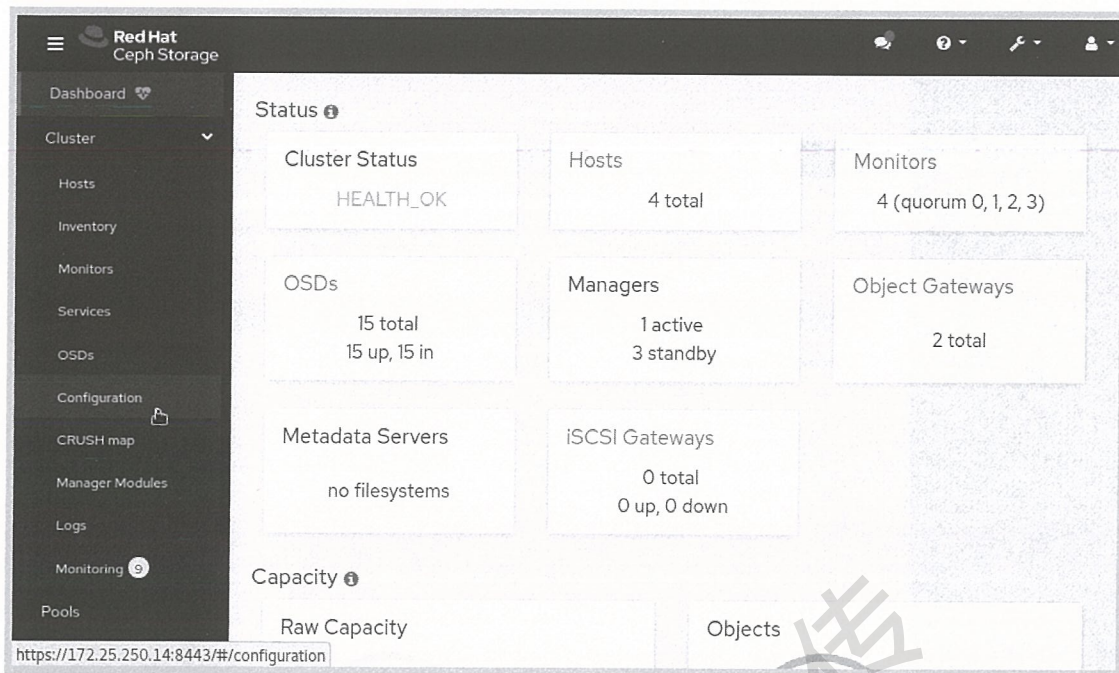 Red Hat
Ceph Storage
Dashboard
Cluster
Hosts
Inventory
Monitors
Services
OSDs
Configuration
CRUSH map
Manager Modules
Logs
Monitoring 9
Pools
Status
Cluster Status
HEALTH_OK
Hosts
4 total
Monitors
4 (quorum 0, 1, 2, 3)
OSDs
15 total
15 up, 15 in
Managers
1 active
3 standby
Object Gateways
2 total
Metadata Servers
no filesystems
iSCSI Gateways
0 total
0 up, 0 down
Capacity
Raw Capacity
Objects
https://172.25.250.14:8443/#/configuration
传